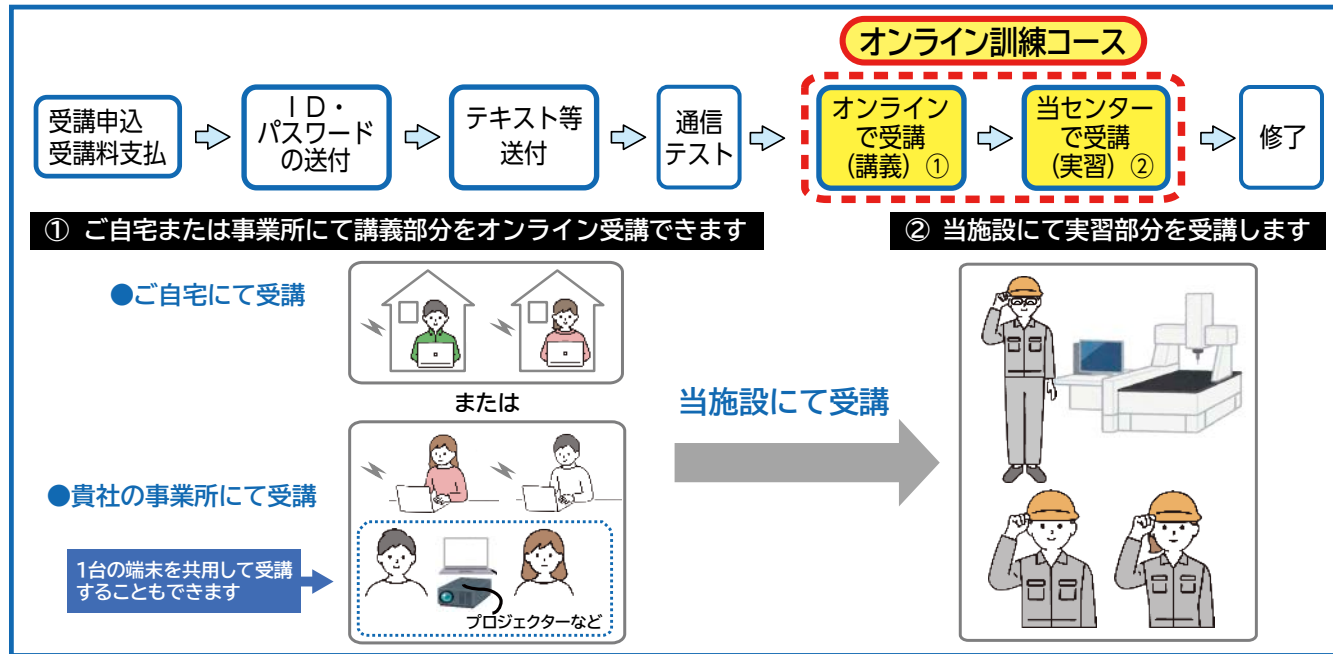 オンライン訓練コース
受講申込
受講料支払
ＩＤ・
パスワード
の送付
テキスト等
送付
通信
テスト
オンライン
で受講
(講義) ①
当センター
で受講
(実習) ②
修了
① ご自宅または事業所にて講義部分をオンライン受講できます
② 当施設にて実習部分を受講します
●ご自宅にて受講
または
当施設にて受講
●貴社の事業所にて受講
1台の端末を共用して受講
することもできます
プロジェクターなど